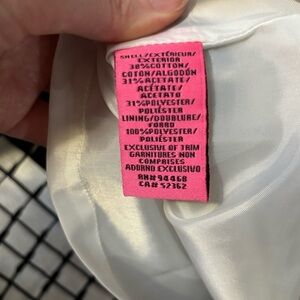 SHELL/EXTÉRIEUR/
EXTERIOR
38%COTTON/
COTON/ALGODÓN
31%ACETATE/
ACÉTATE/
ACETATO
31%POLYESTER/
POLIÉSTER
LINING/DOUBLURE/
FORRO
100%POLYESTER/
POLIÉSTER
EXCLUSIVE OF TRIM
GARNITURES NON
COMPRISES
ADORNO EXCLUSIVO
RN# 94468
CA# 52362